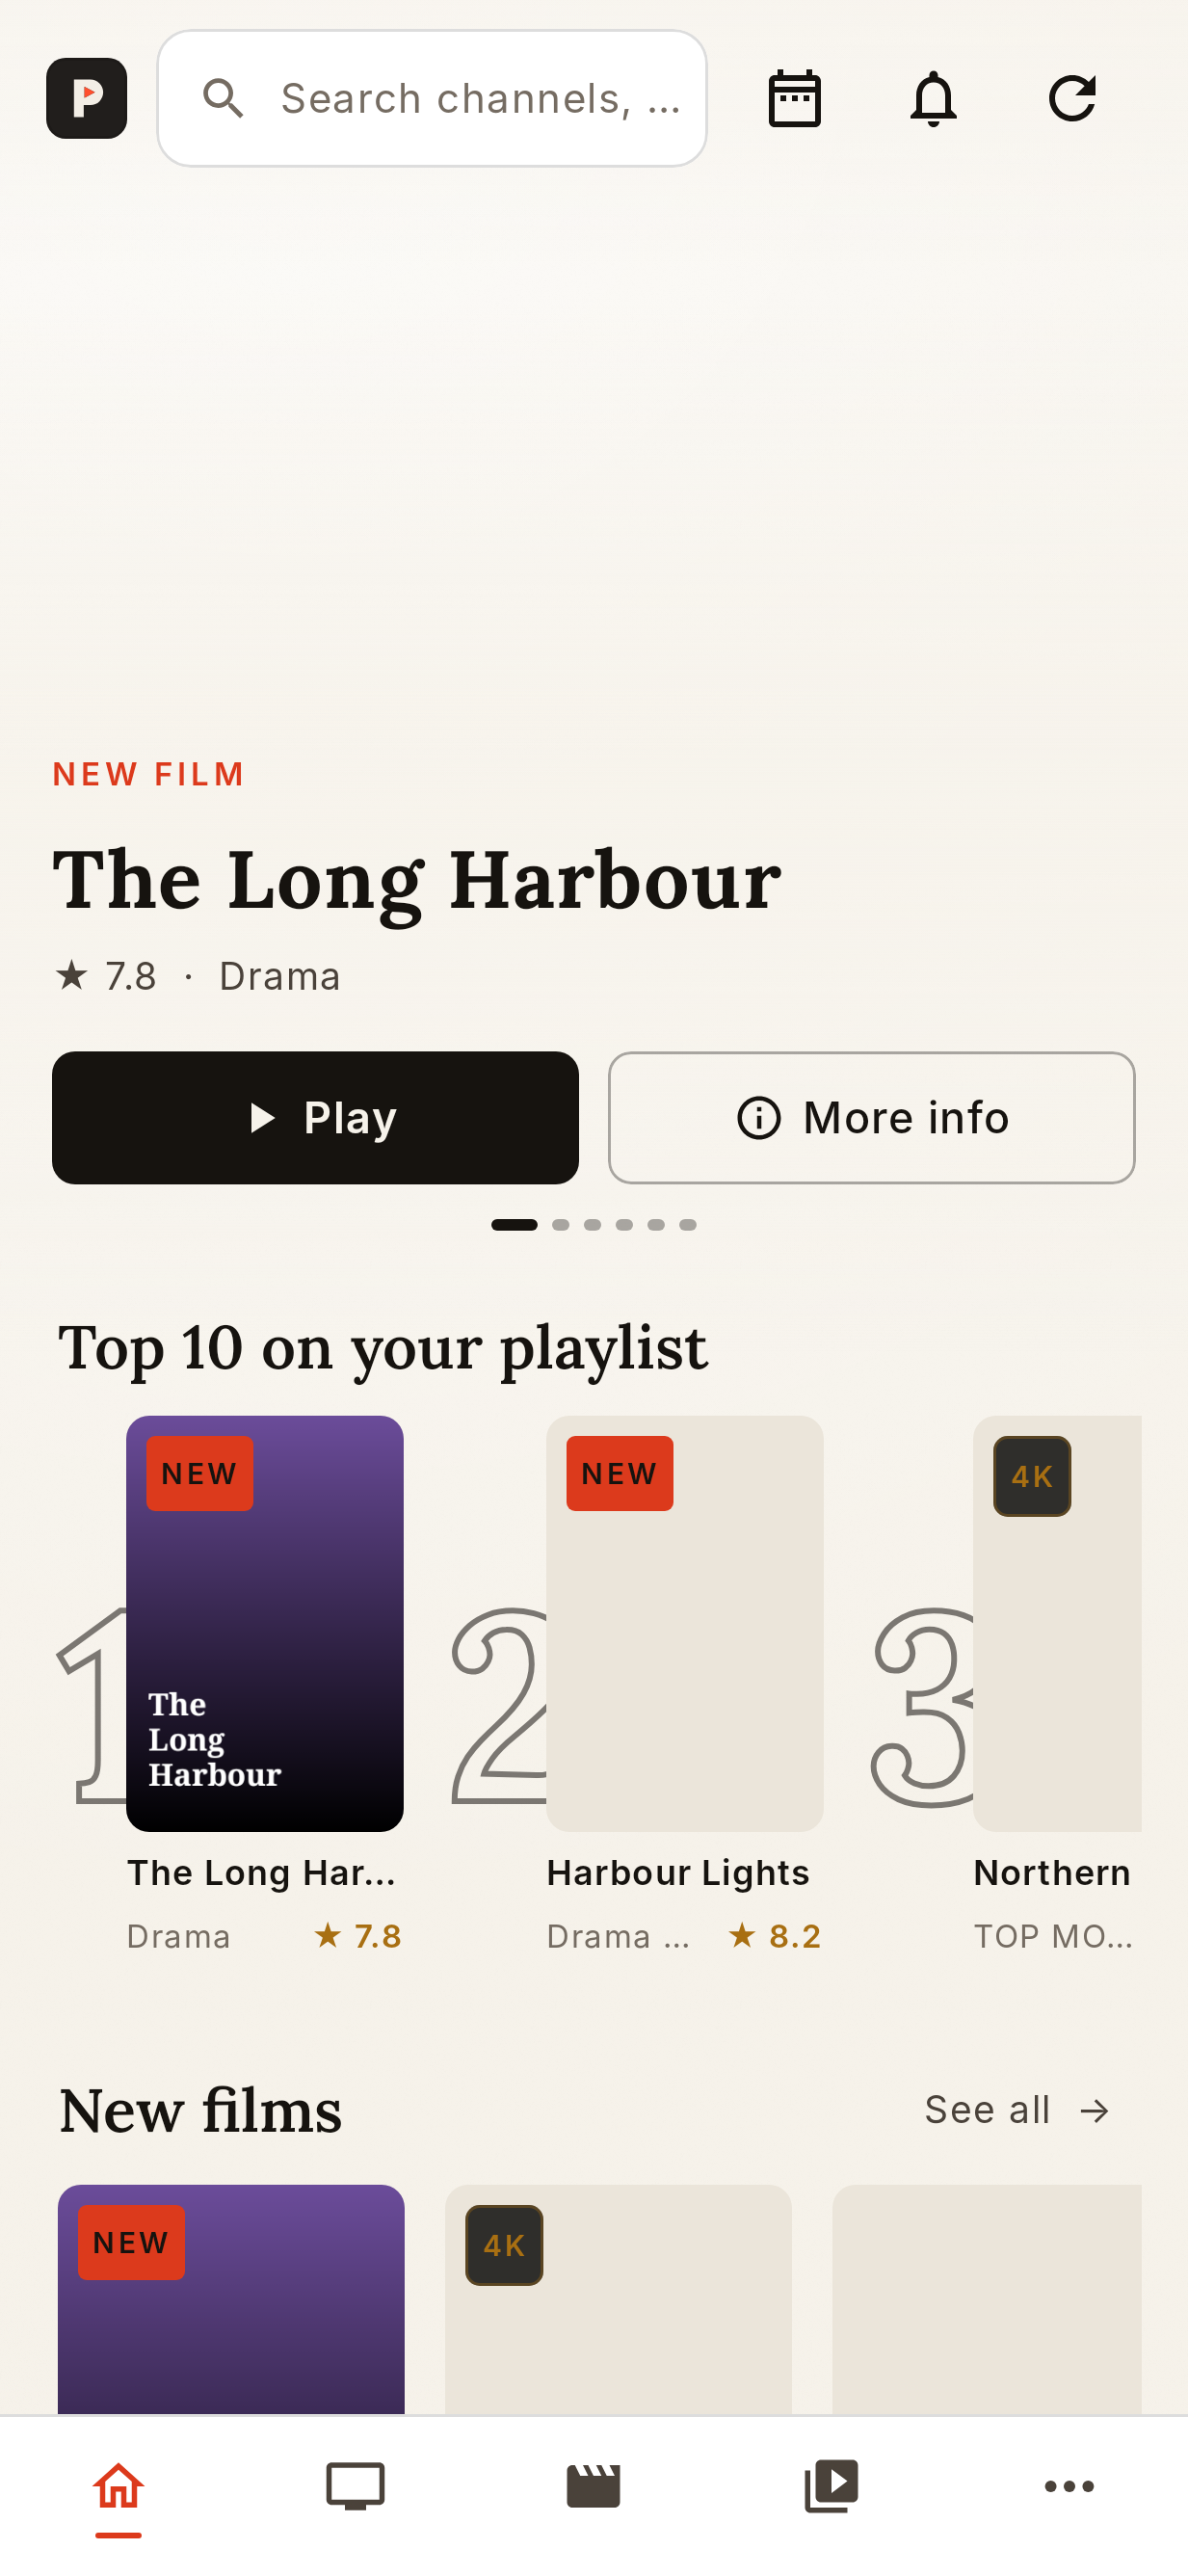 P
Search channels, ...
NEW FILM
The Long Harbour
★ 7.8 · Drama
Play
More info
Top 10 on your playlist
1
NEW
The
Long
Harbour
The Long Har...
Drama ★ 7.8
2
NEW
Harbour Lights
Drama ... ★ 8.2
3
4K
Northern
TOP MO...
New films
See all →
NEW
4K